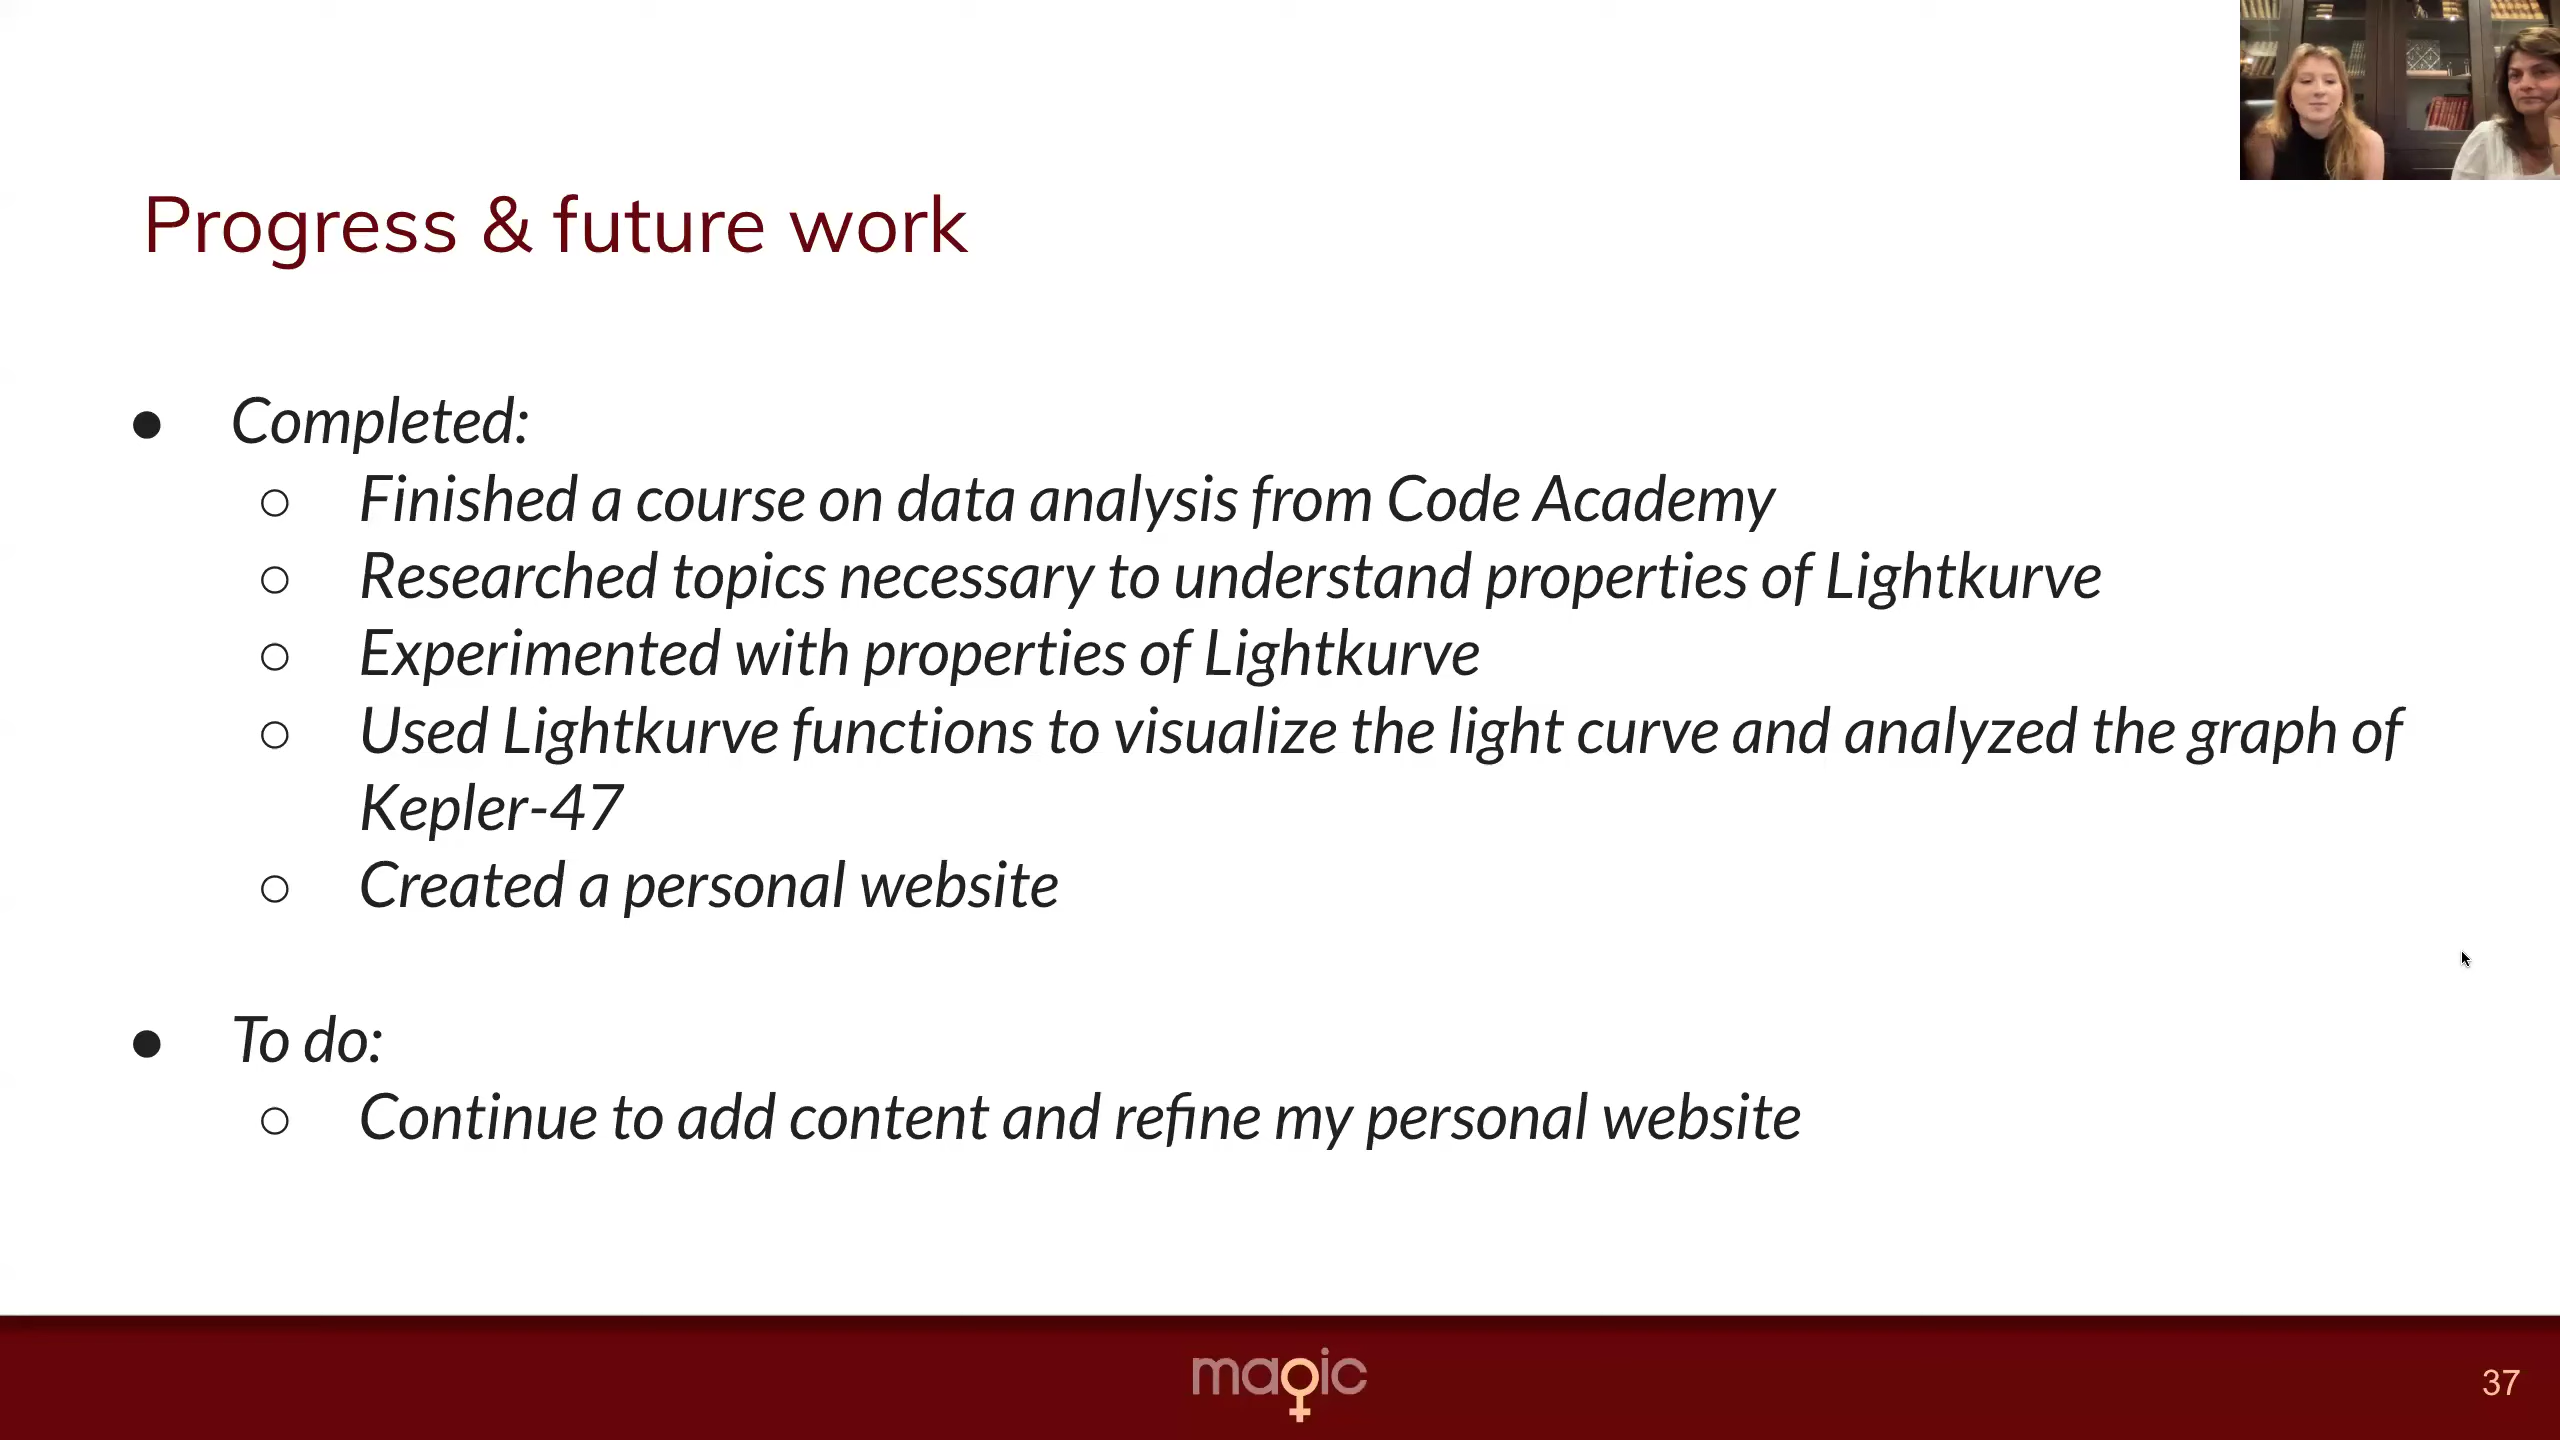 Progress & future work
● Completed:
○ Finished a course on data analysis from Code Academy
○ Researched topics necessary to understand properties of Lightkurve
○ Experimented with properties of Lightkurve
○ Used Lightkurve functions to visualize the light curve and analyzed the graph of
Kepler-47
○ Created a personal website
● To do:
○ Continue to add content and refine my personal website
magic
37